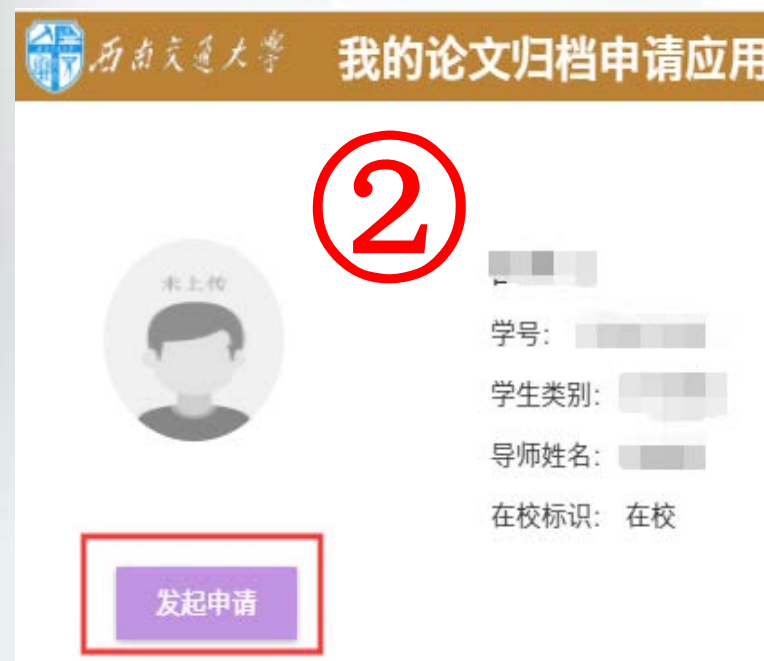 西南交通大学 我的论文归档申请应用
②
未上传
学号：
学生类别：
导师姓名：
在校标识： 在校
发起申请